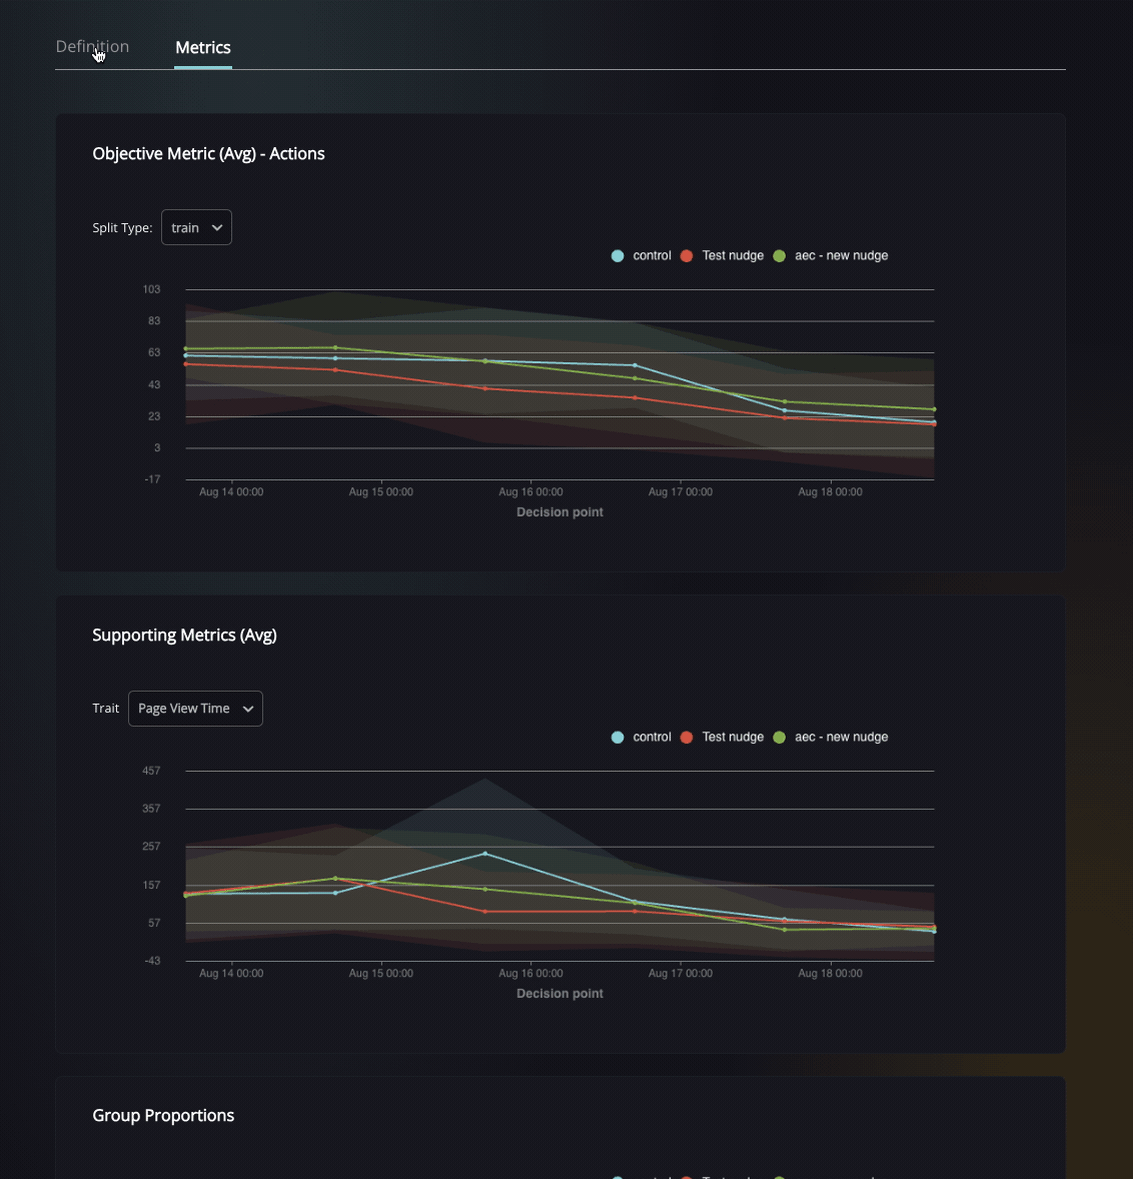 Definition Metrics
Objective Metric (Avg) - Actions
Split Type: train
control Test nudge aec - new nudge
103
83
63
43
23
3
-17
Aug 14 00:00 Aug 15 00:00 Aug 16 00:00 Aug 17 00:00 Aug 18 00:00
Decision point
Supporting Metrics (Avg)
Trait Page View Time
control Test nudge aec - new nudge
457
357
257
157
57
-43
Aug 14 00:00 Aug 15 00:00 Aug 16 00:00 Aug 17 00:00 Aug 18 00:00
Decision point
Group Proportions